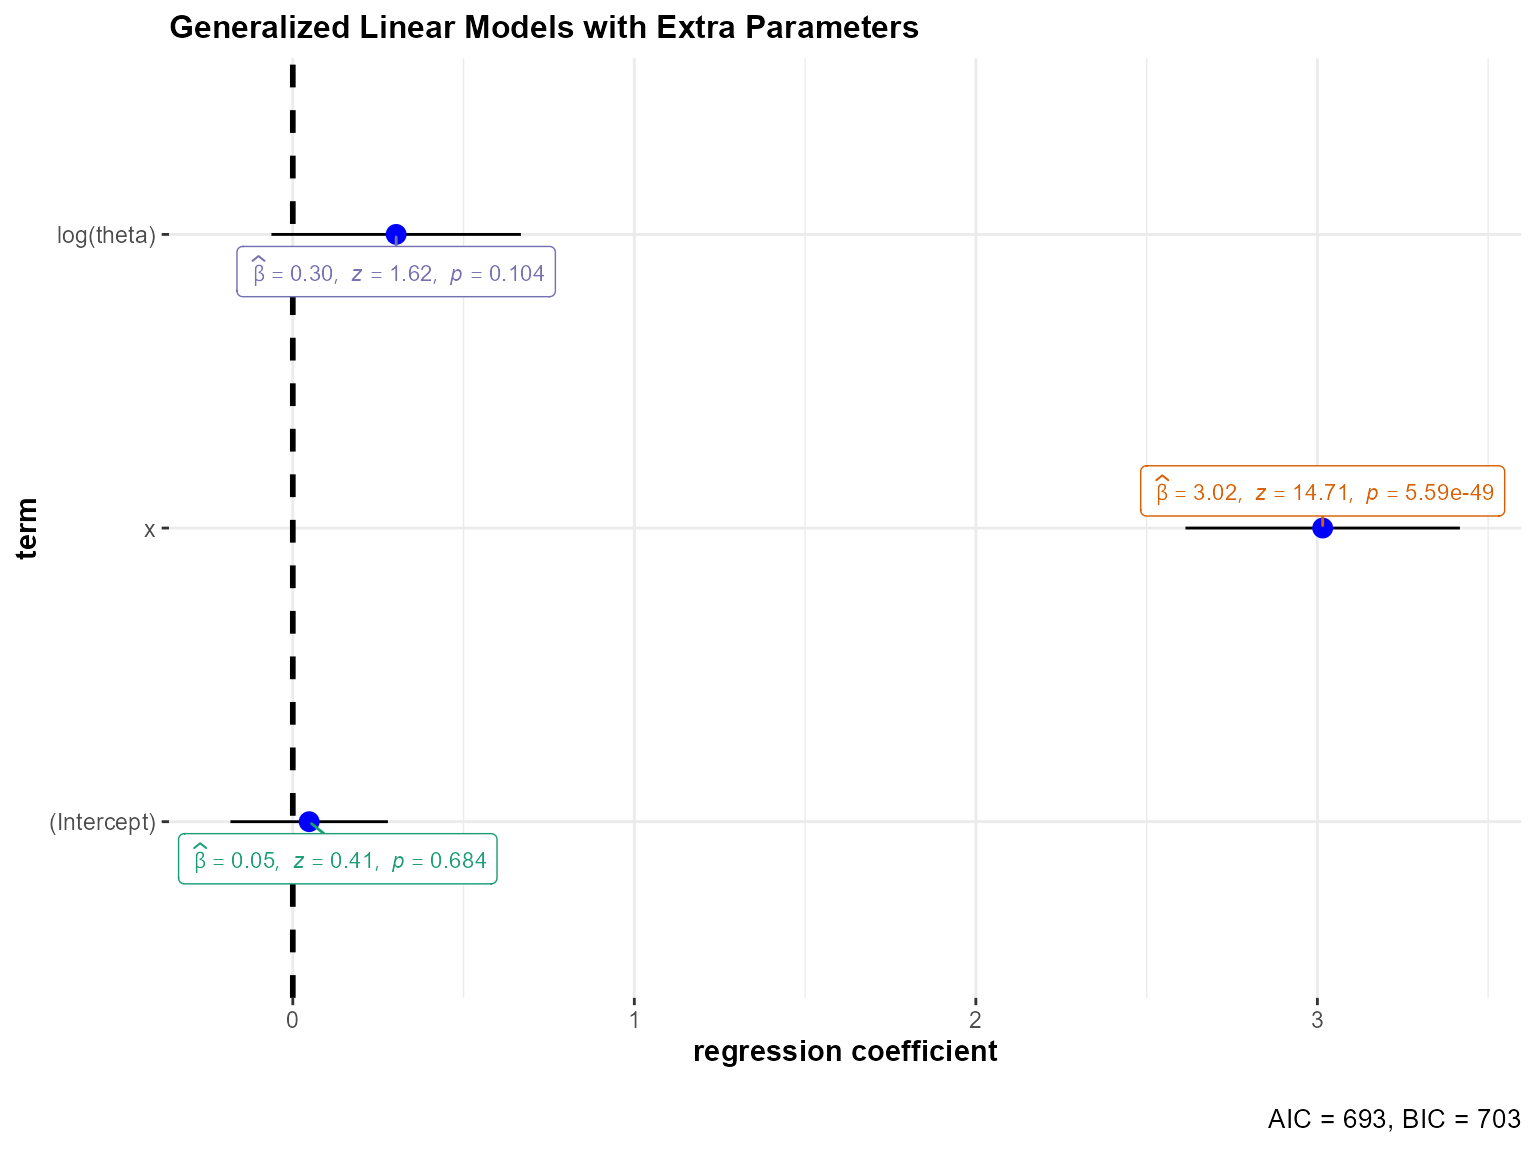 Generalized Linear Models with Extra Parameters
log(theta)
β̂ = 0.30, z = 1.62, p = 0.104
β̂ = 3.02, z = 14.71, p = 5.59e-49
x
term
(Intercept)
β̂ = 0.05, z = 0.41, p = 0.684
0 1 2 3
regression coefficient
AIC = 693, BIC = 703